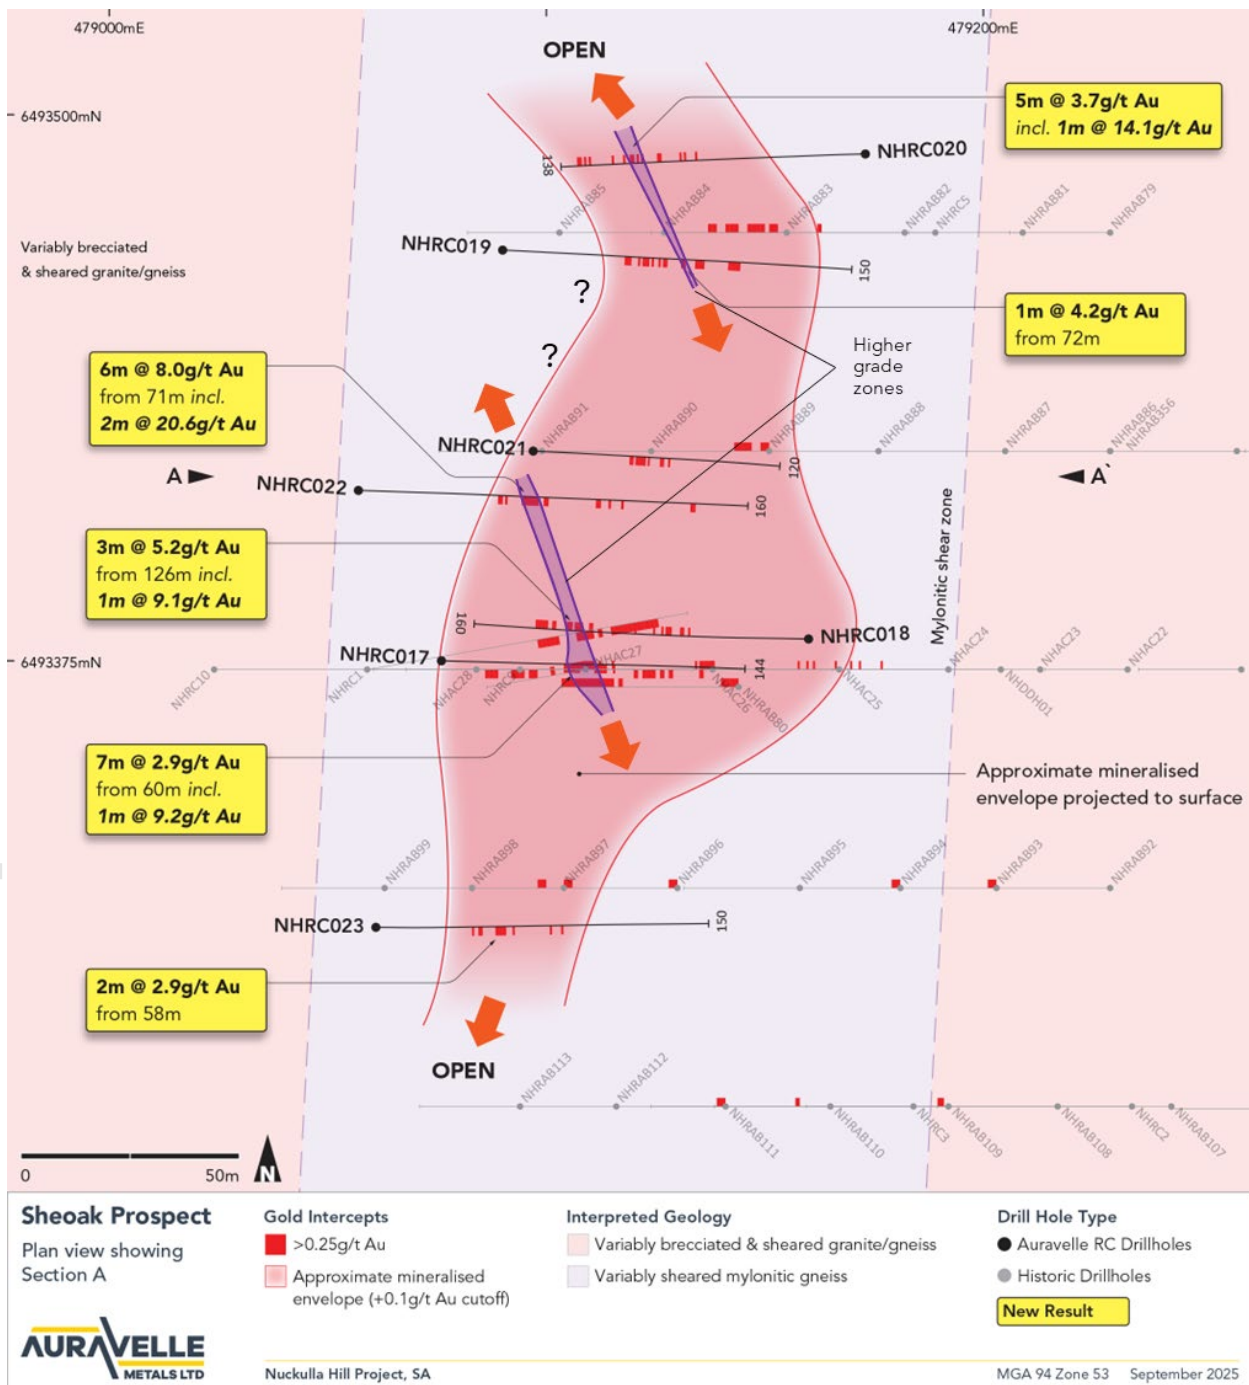 479000mE
479200mE
OPEN
6493500mN
5m @ 3.7g/t Au
incl. 1m @ 14.1g/t Au
NHRC020
138
NHRAB85
NHRAB84
NHRAB83
NHRAB82
NHRC5
NHRAB81
NHRAB79
Variably brecciated
& sheared granite/gneiss
NHRC019
150
?
1m @ 4.2g/t Au
from 72m
?
Higher
grade
zones
6m @ 8.0g/t Au
from 71m incl.
2m @ 20.6g/t Au
NHRC021
NHRAB91
NHRAB90
NHRAB89
NHRAB88
NHRAB87
NHRAB86
NHRAB356
120
A
A`
NHRC022
160
Mylonitic shear zone
3m @ 5.2g/t Au
from 126m incl.
1m @ 9.1g/t Au
160
NHRC018
NHRC017
144
NHRC10
NHRC1
NHAC28
NHAC27
NHAC26
NHRAB80
NHAC25
NHAC24
NHDDH01
NHAC23
NHAC22
7m @ 2.9g/t Au
from 60m incl.
1m @ 9.2g/t Au
Approximate mineralised
envelope projected to surface
NHRAB99
NHRAB98
NHRAB97
NHRAB96
NHRAB95
NHRAB94
NHRAB93
NHRAB92
NHRC023
150
2m @ 2.9g/t Au
from 58m
OPEN
NHRAB113
NHRAB112
NHRAB111
NHRAB110
NHRC3
NHRAB109
NHRAB108
NHRC2
NHRAB107
0
50m
N
6493375mN
Sheoak Prospect
Plan view showing
Section A
AURAVELLE
METALS LTD
Gold Intercepts
>0.25g/t Au
Approximate mineralised
envelope (+0.1g/t Au cutoff)
Nuckulla Hill Project, SA
Interpreted Geology
Variably brecciated & sheared granite/gneiss
Variably sheared mylonitic gneiss
Drill Hole Type
Auravelle RC Drillholes
Historic Drillholes
New Result
MGA 94 Zone 53
September 2025